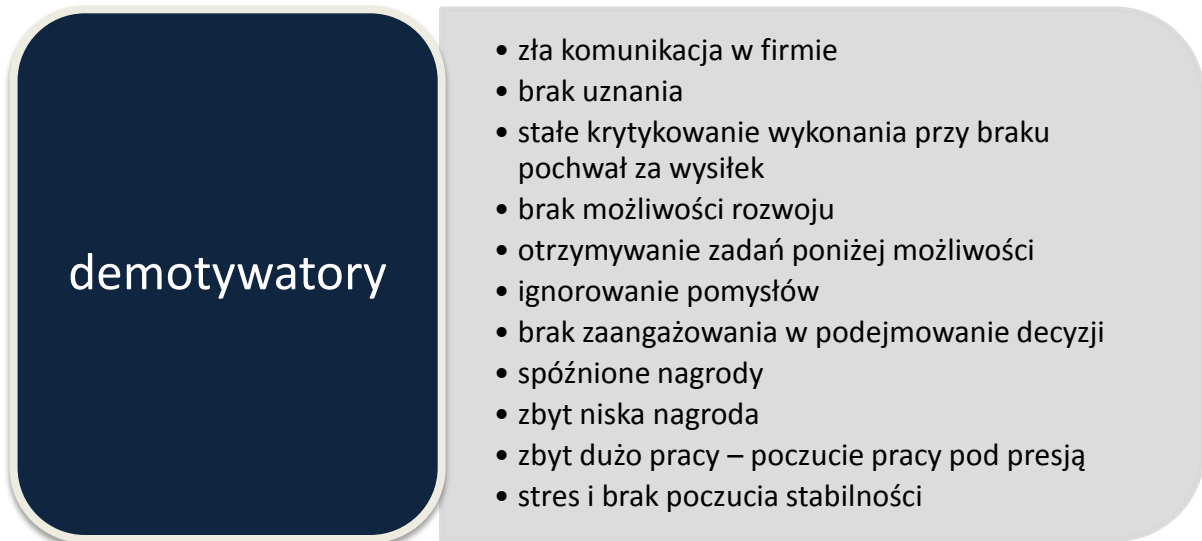 demotywatory
• zła komunikacja w firmie
• brak uznania
• stałe krytykowanie wykonania przy braku
pochwał za wysiłek
• brak możliwości rozwoju
• otrzymywanie zadań poniżej możliwości
• ignorowanie pomysłów
• brak zaangażowania w podejmowanie decyzji
• spóźnione nagrody
• zbyt niska nagroda
• zbyt dużo pracy – poczucie pracy pod presją
• stres i brak poczucia stabilności